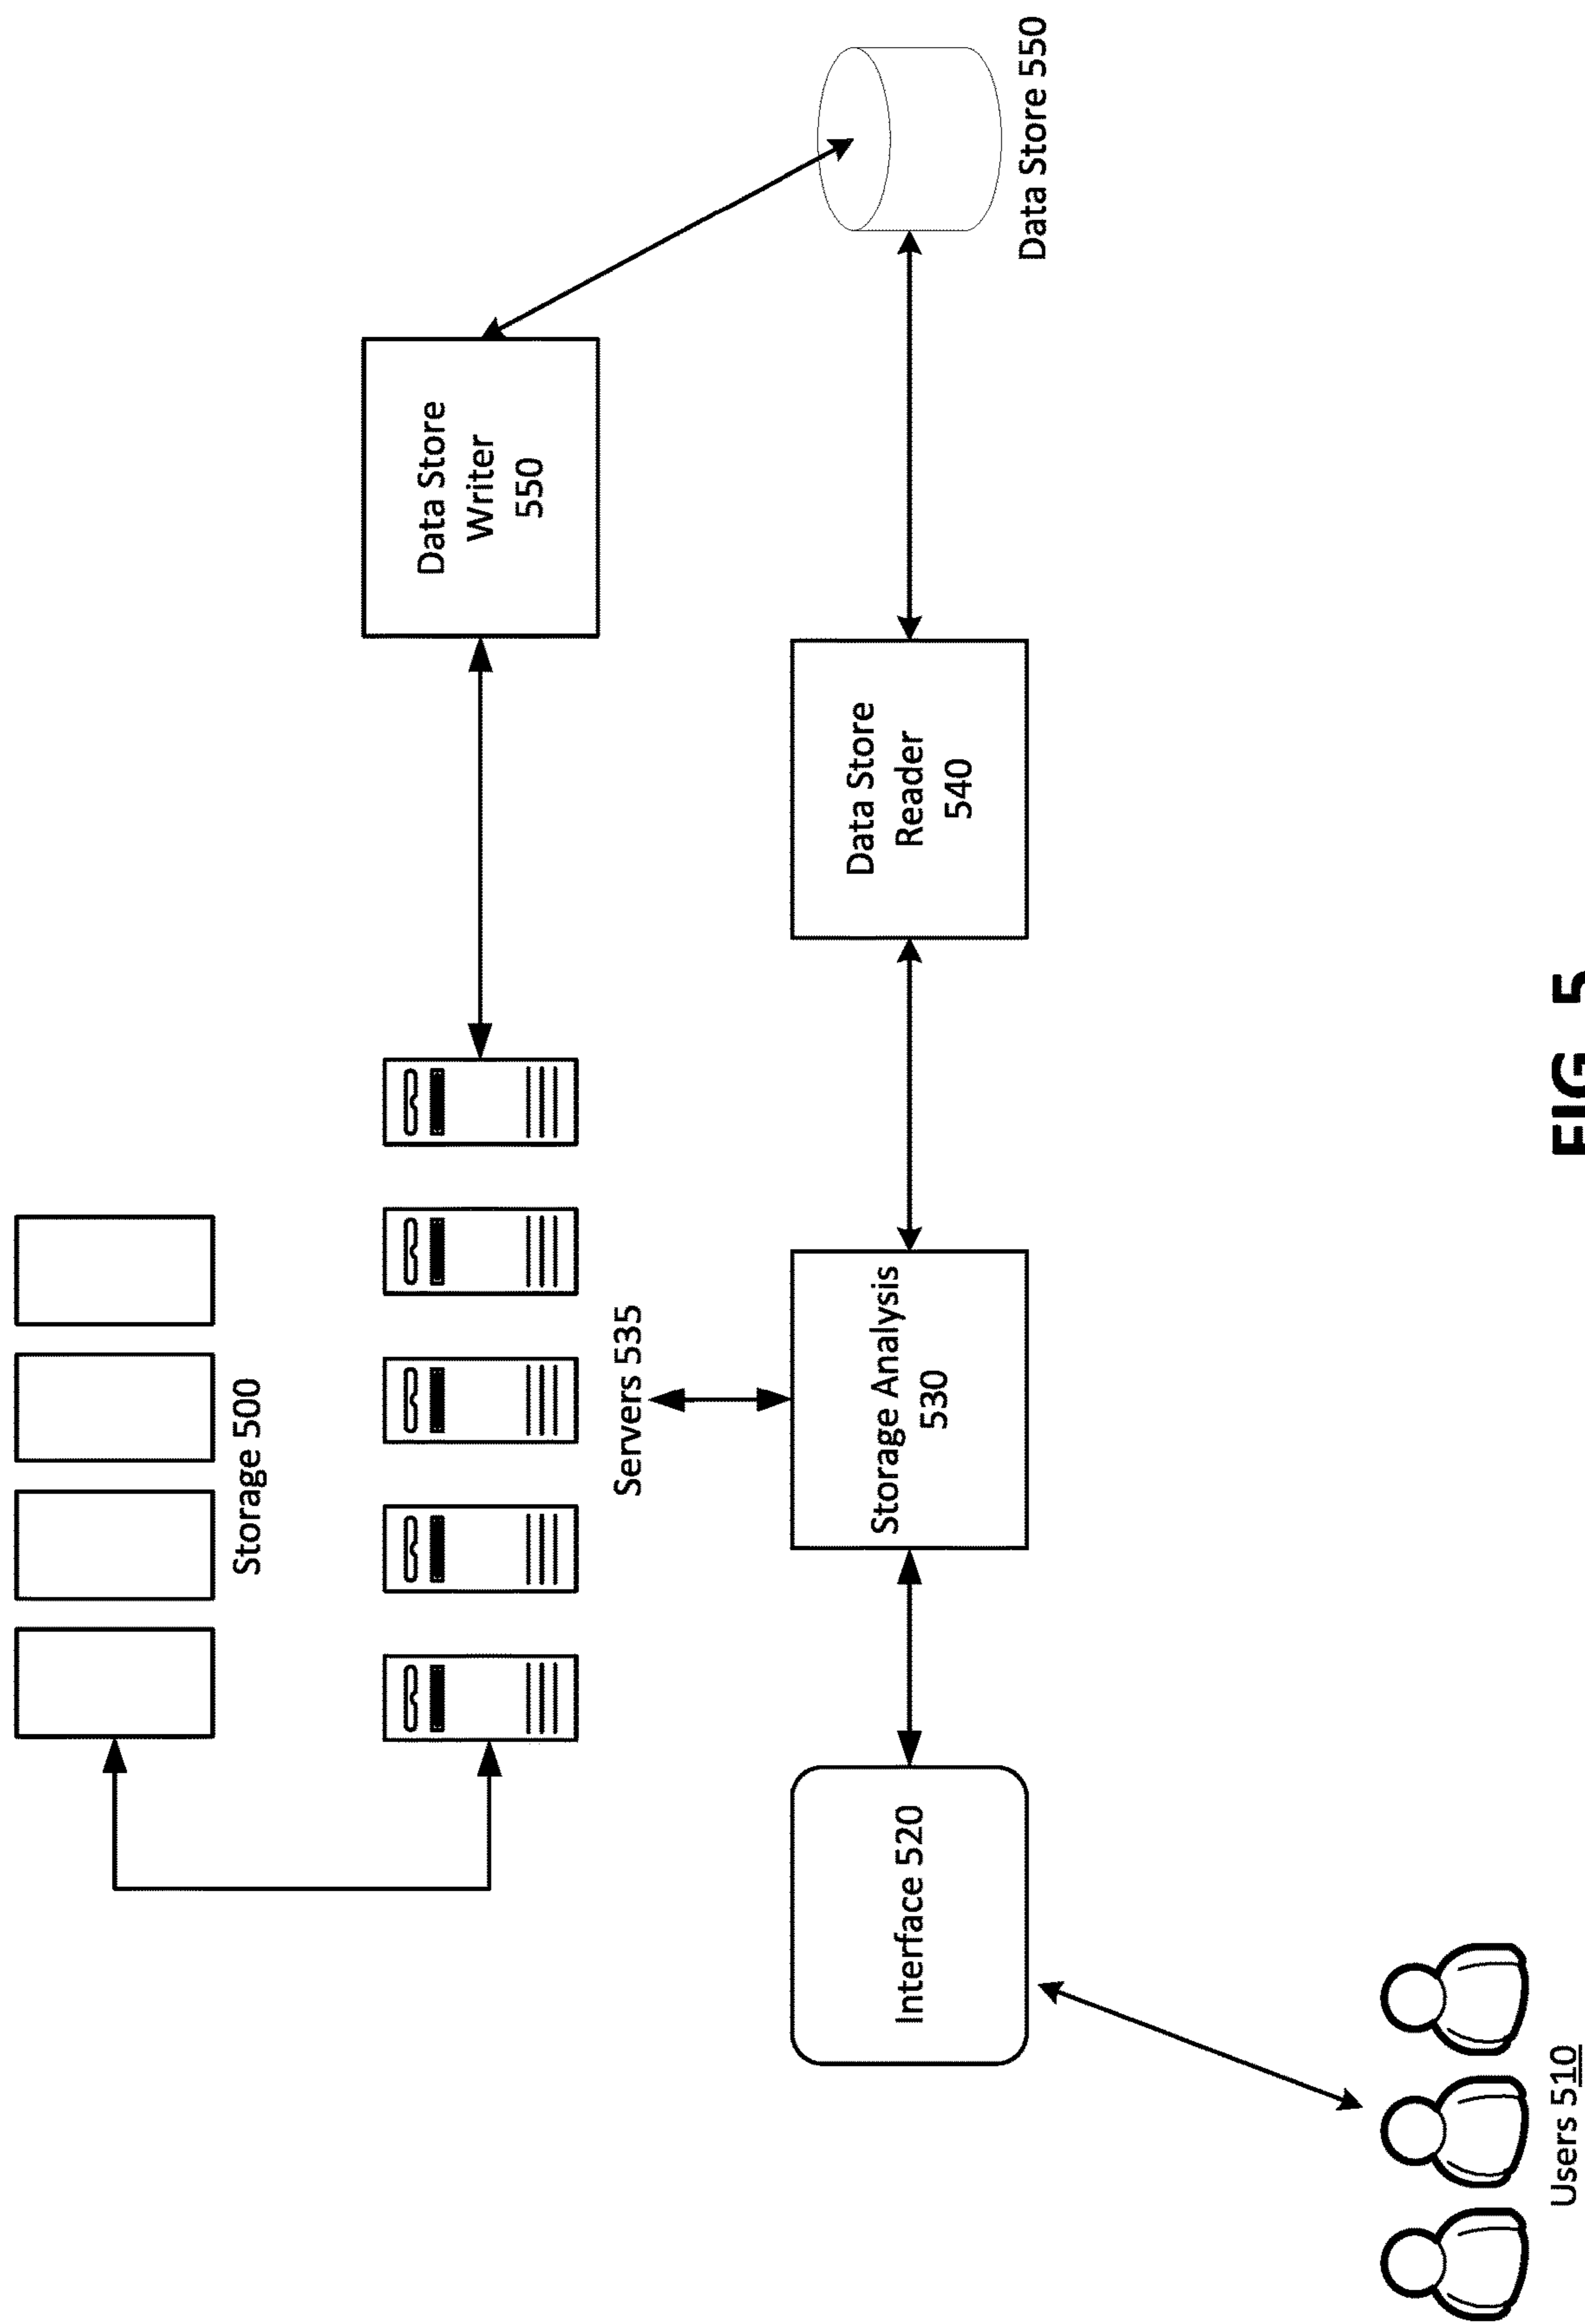 Storage 500
Data Store
Writer
550
Servers 535
Data Store 550
Interface 520
Storage Analysis
530
Data Store
Reader
540
Users 510
FIG. 5